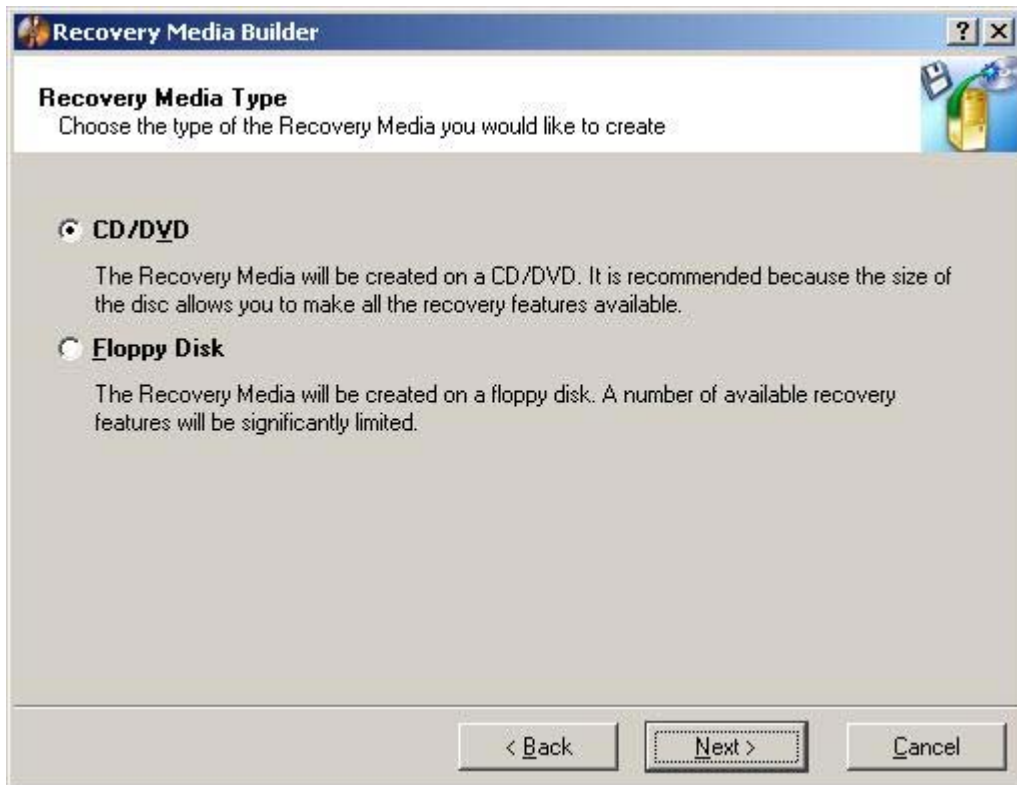 Recovery Media Builder
Recovery Media Type
Choose the type of the Recovery Media you would like to create
CD/DVD
The Recovery Media will be created on a CD/DVD. It is recommended because the size of
the disc allows you to make all the recovery features available.
Floppy Disk
The Recovery Media will be created on a floppy disk. A number of available recovery
features will be significantly limited.
< Back
Next >
Cancel